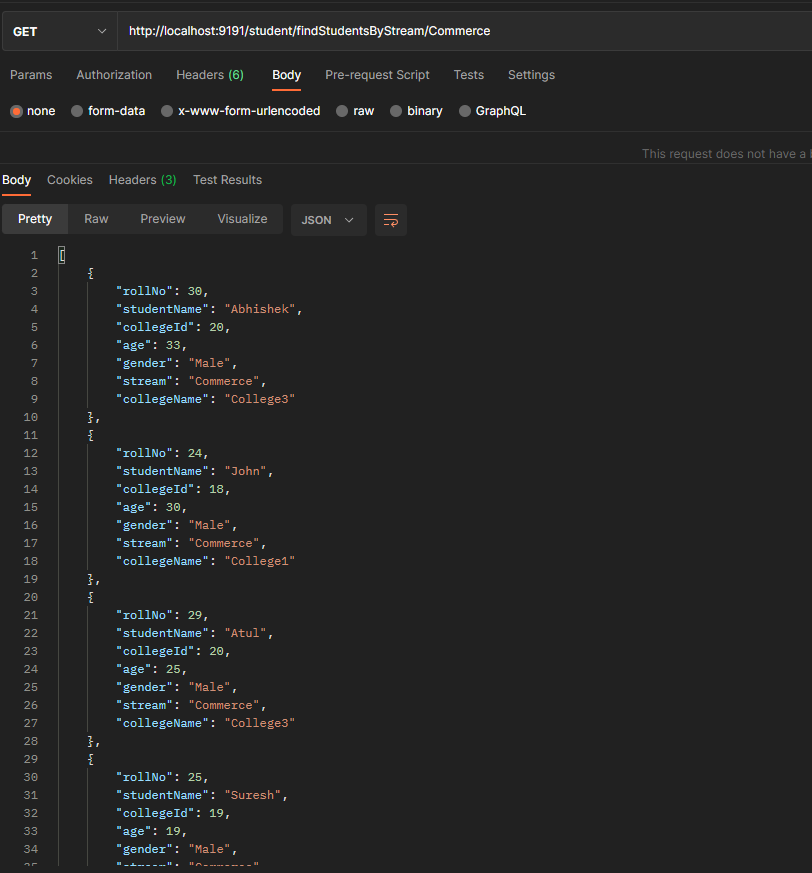 GET http://localhost:9191/student/findStudentsByStream/Commerce
Params Authorization Headers (6) Body Pre-request Script Tests Settings
none form-data x-www-form-urlencoded raw binary GraphQL
This request does not have a
Body Cookies Headers (3) Test Results
Pretty Raw Preview Visualize JSON
1 [
2 {
3 "rollNo": 30,
4 "studentName": "Abhishek",
5 "collegeId": 20,
6 "age": 33,
7 "gender": "Male",
8 "stream": "Commerce",
9 "collegeName": "College3"
10 },
11 {
12 "rollNo": 24,
13 "studentName": "John",
14 "collegeId": 18,
15 "age": 30,
16 "gender": "Male",
17 "stream": "Commerce",
18 "collegeName": "College1"
19 },
20 {
21 "rollNo": 29,
22 "studentName": "Atul",
23 "collegeId": 20,
24 "age": 25,
25 "gender": "Male",
26 "stream": "Commerce",
27 "collegeName": "College3"
28 },
29 {
30 "rollNo": 25,
31 "studentName": "Suresh",
32 "collegeId": 19,
33 "age": 19,
34 "gender": "Male",
35 "stream": "Commerce"